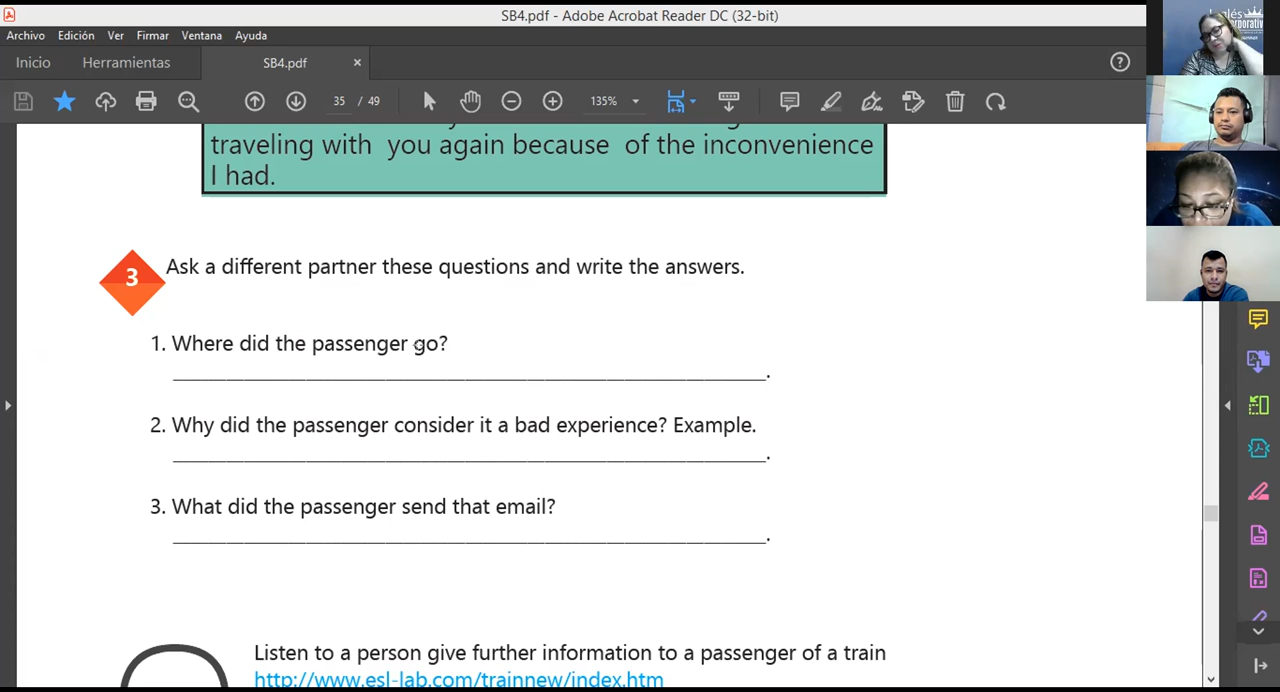 SB4.pdf - Adobe Acrobat Reader DC (32-bit)
Archivo Edición Ver Firmar Ventana Ayuda
Inicio Herramientas SB4.pdf ×
35 / 49 135%
traveling with you again because of the inconvenience
I had.
3 Ask a different partner these questions and write the answers.
1. Where did the passenger go?
2. Why did the passenger consider it a bad experience? Example.
3. What did the passenger send that email?
Listen to a person give further information to a passenger of a train
http://www.esl-lab.com/trainnew/index.htm